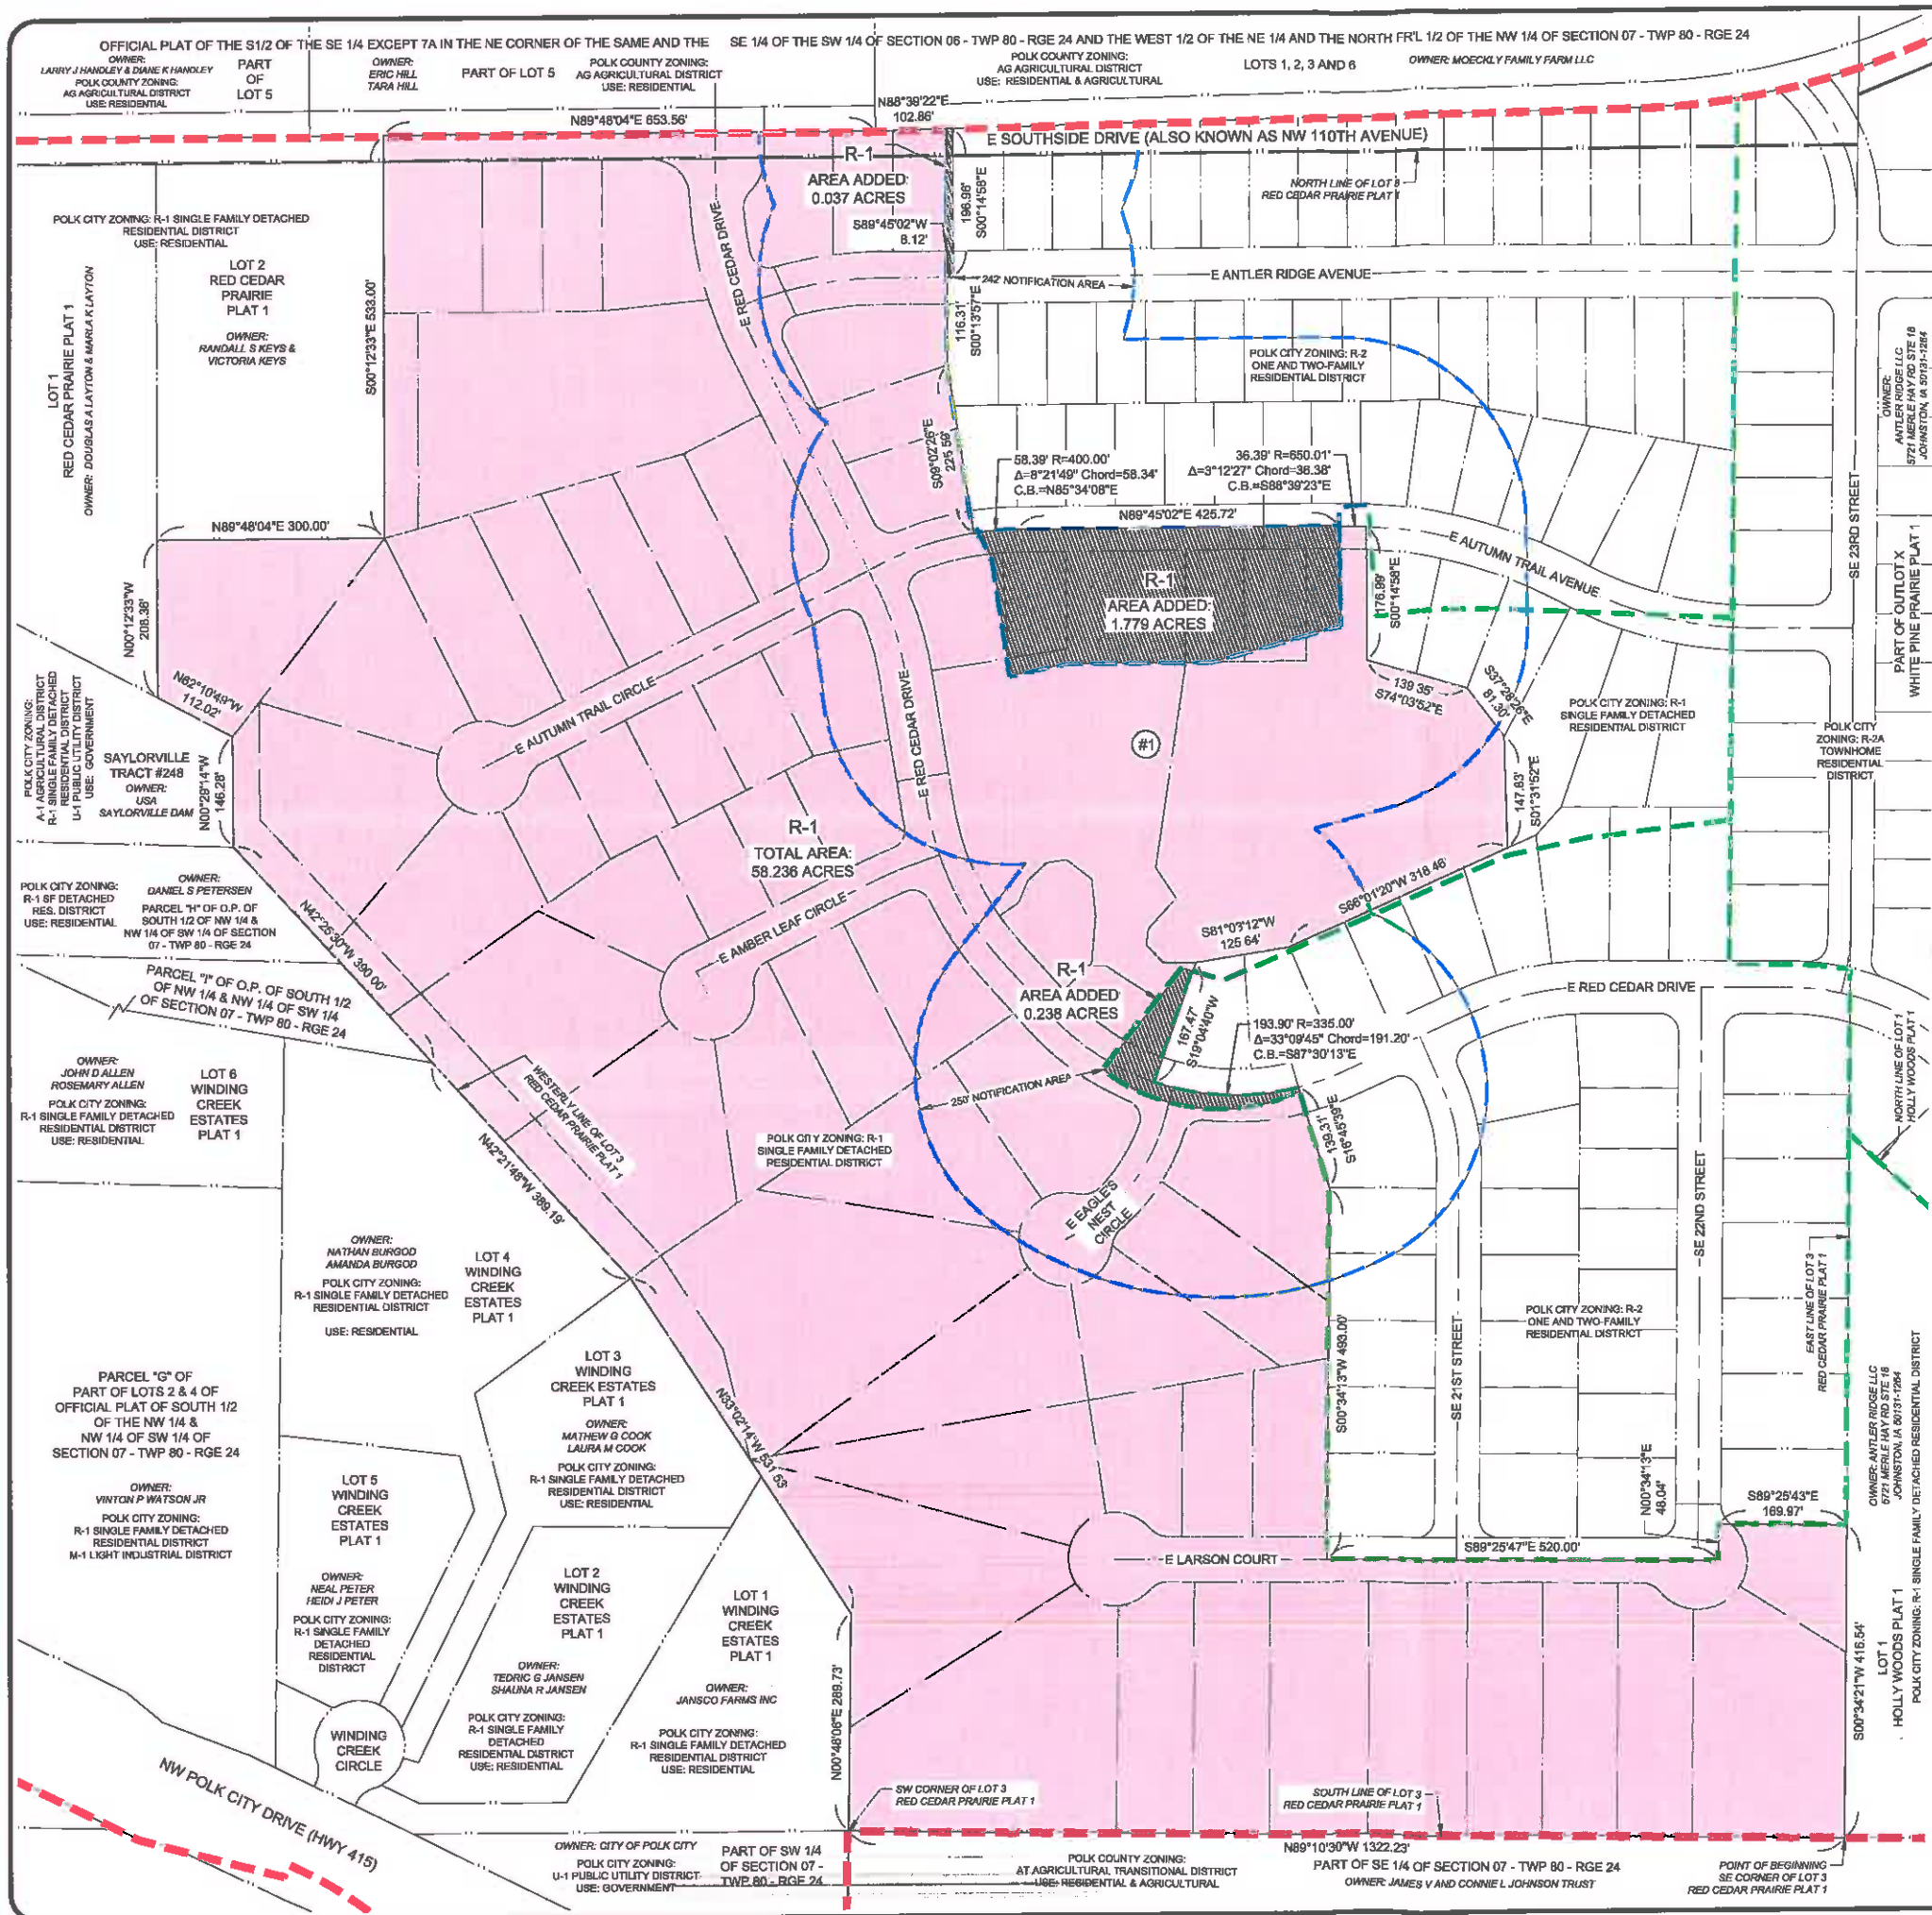 OFFICIAL PLAT OF THE S1/2 OF THE SE 1/4 EXCEPT 7A IN THE NE CORNER OF THE SAME AND THE SE 1/4 OF THE SW 1/4 OF SECTION 06 - TWP 80 - RGE 24 AND THE WEST 1/2 OF THE NE 1/4 AND THE NORTH FR'L 1/2 OF THE NW 1/4 OF SECTION 07 - TWP 80 - RGE 24
OWNER:
LARRY J HANDLEY & DIANE K HANDLEY
POLK COUNTY ZONING:
AG AGRICULTURAL DISTRICT
USE: RESIDENTIAL
PART
OF
LOT 5
OWNER:
ERIC HILL
TARA HILL
PART OF LOT 5
POLK COUNTY ZONING:
AG AGRICULTURAL DISTRICT
USE: RESIDENTIAL
POLK COUNTY ZONING:
AG AGRICULTURAL DISTRICT
USE: RESIDENTIAL & AGRICULTURAL
LOTS 1, 2, 3 AND 6
OWNER: MOECKLY FAMILY FARM LLC
N89°48'04"E 653.56'
N88°39'22"E
102.86'
E SOUTHSIDE DRIVE (ALSO KNOWN AS NW 110TH AVENUE)
R-1
AREA ADDED:
0.037 ACRES
S89°45'02"W
8.12'
196.96'
S00°14'58"E
NORTH LINE OF LOT 8
RED CEDAR PRAIRIE PLAT 1
POLK CITY ZONING: R-1 SINGLE FAMILY DETACHED
RESIDENTIAL DISTRICT
USE: RESIDENTIAL
LOT 2
RED CEDAR
PRAIRIE
PLAT 1
OWNER:
RANDALL S KEYS &
VICTORIA KEYS
LOT 1
RED CEDAR PRAIRIE PLAT 1
OWNER: DOUGLAS A LAYTON & MARLA K LAYTON
S00°12'33"E 533.00'
E RED CEDAR DRIVE
242' NOTIFICATION AREA
E ANTLER RIDGE AVENUE
116.31'
S00°13'57"E
POLK CITY ZONING: R-2
ONE AND TWO-FAMILY
RESIDENTIAL DISTRICT
OWNER:
ANTLER RIDGE LLC
5721 MERLE HAY RD STE 18
JOHNSTON, IA 50131-1264
SE 23RD STREET
PART OF OUTLOT X
WHITE PINE PRAIRIE PLAT 1
S09°02'26"E
225.59'
58.39' R=400.00'
Δ=8°21'49" Chord=58.34'
C.B.=N85°34'08"E
36.39' R=650.01'
Δ=3°12'27" Chord=36.38'
C.B.=S88°39'23"E
N89°45'02"E 425.72'
N89°48'04"E 300.00'
N00°12'33"W
208.38'
R-1
AREA ADDED:
1.779 ACRES
176.99'
S00°14'58"E
E AUTUMN TRAIL AVENUE
139.35'
S74°03'52"E
S37°28'26"E
81.30'
POLK CITY ZONING: R-1
SINGLE FAMILY DETACHED
RESIDENTIAL DISTRICT
POLK CITY
ZONING: R-2A
TOWNHOME
RESIDENTIAL
DISTRICT
N62°10'49"W
112.02'
POLK CITY ZONING:
A-1 AGRICULTURAL DISTRICT
R-1 SINGLE FAMILY DETACHED
RESIDENTIAL DISTRICT
U-1 PUBLIC UTILITY DISTRICT
USE: GOVERNMENT
SAYLORVILLE
TRACT #248
OWNER:
USA
SAYLORVILLE DAM
N00°28'14"W
146.28'
E AUTUMN TRAIL CIRCLE
E RED CEDAR DRIVE
#1
147.83'
S01°31'52"E
R-1
TOTAL AREA:
58.236 ACRES
POLK CITY ZONING:
R-1 SF DETACHED
RES. DISTRICT
USE: RESIDENTIAL
OWNER:
DANIEL S PETERSEN
PARCEL "H" OF O.P. OF
SOUTH 1/2 OF NW 1/4 &
NW 1/4 OF SW 1/4 OF SECTION
07 - TWP 80 - RGE 24
N42°25'30"W 390.00'
E AMBER LEAF CIRCLE
S66°01'20"W 318.46'
S81°03'12"W
125.64'
PARCEL "I" OF O.P. OF SOUTH 1/2
OF NW 1/4 & NW 1/4 OF SW 1/4
OF SECTION 07 - TWP 80 - RGE 24
R-1
AREA ADDED
0.238 ACRES
167.47'
S19°04'40"W
193.90' R=335.00'
Δ=33°09'45" Chord=191.20'
C.B.=S87°30'13"E
E RED CEDAR DRIVE
NORTH LINE OF LOT 1
HOLLY WOODS PLAT 1
OWNER:
JOHN D ALLEN
ROSEMARY ALLEN
POLK CITY ZONING:
R-1 SINGLE FAMILY DETACHED
RESIDENTIAL DISTRICT
USE: RESIDENTIAL
LOT 6
WINDING
CREEK
ESTATES
PLAT 1
WESTERLY LINE OF LOT 3
RED CEDAR PRAIRIE PLAT 1
250' NOTIFICATION AREA
139.31'
S16°45'39"E
N42°21'48"W 389.19'
POLK CITY ZONING: R-1
SINGLE FAMILY DETACHED
RESIDENTIAL DISTRICT
E EAGLE'S
NEST
CIRCLE
SE 22ND STREET
EAST LINE OF LOT 3
RED CEDAR PRAIRIE PLAT 1
OWNER:
NATHAN BURGOD
AMANDA BURGOD
POLK CITY ZONING:
R-1 SINGLE FAMILY DETACHED
RESIDENTIAL DISTRICT
USE: RESIDENTIAL
LOT 4
WINDING
CREEK
ESTATES
PLAT 1
POLK CITY ZONING: R-2
ONE AND TWO-FAMILY
RESIDENTIAL DISTRICT
S00°34'13"W 493.00'
SE 21ST STREET
PARCEL "G" OF
PART OF LOTS 2 & 4 OF
OFFICIAL PLAT OF SOUTH 1/2
OF THE NW 1/4 &
NW 1/4 OF SW 1/4 OF
SECTION 07 - TWP 80 - RGE 24
OWNER:
VINTON P WATSON JR
POLK CITY ZONING:
R-1 SINGLE FAMILY DETACHED
RESIDENTIAL DISTRICT
M-1 LIGHT INDUSTRIAL DISTRICT
LOT 3
WINDING
CREEK ESTATES
PLAT 1
OWNER:
MATHEW G COOK
LAURA M COOK
POLK CITY ZONING:
R-1 SINGLE FAMILY DETACHED
RESIDENTIAL DISTRICT
USE: RESIDENTIAL
N33°02'14"W 531.53'
LOT 5
WINDING
CREEK
ESTATES
PLAT 1
OWNER:
NEAL PETER
HEIDI J PETER
POLK CITY ZONING:
R-1 SINGLE FAMILY
DETACHED
RESIDENTIAL
DISTRICT
N00°34'13"E
48.04'
S89°25'43"E
169.97'
S89°25'47"E 520.00'
OWNER: ANTLER RIDGE LLC
5721 MERLE HAY RD STE 18
JOHNSTON, IA 50131-1264
E LARSON COURT
LOT 2
WINDING
CREEK
ESTATES
PLAT 1
OWNER:
TEDRIC G JANSEN
SHAUNA R JANSEN
POLK CITY ZONING:
R-1 SINGLE FAMILY
DETACHED
RESIDENTIAL DISTRICT
USE: RESIDENTIAL
LOT 1
WINDING
CREEK
ESTATES
PLAT 1
OWNER:
JANSCO FARMS INC
POLK CITY ZONING:
R-1 SINGLE FAMILY DETACHED
RESIDENTIAL DISTRICT
USE: RESIDENTIAL
N00°48'06"E 289.73'
S00°34'21"W 416.54'
LOT 1
HOLLY WOODS PLAT 1
POLK CITY ZONING: R-1 SINGLE FAMILY DETACHED RESIDENTIAL DISTRICT
WINDING
CREEK
CIRCLE
NW POLK CITY DRIVE (HWY 415)
SW CORNER OF LOT 3
RED CEDAR PRAIRIE PLAT 1
SOUTH LINE OF LOT 3
RED CEDAR PRAIRIE PLAT 1
N89°10'30"W 1322.23'
OWNER: CITY OF POLK CITY
POLK CITY ZONING:
U-1 PUBLIC UTILITY DISTRICT
USE: GOVERNMENT
PART OF SW 1/4
OF SECTION 07 -
TWP 80 - RGE 24
POLK COUNTY ZONING:
AT AGRICULTURAL TRANSITIONAL DISTRICT
USE: RESIDENTIAL & AGRICULTURAL
PART OF SE 1/4 OF SECTION 07 - TWP 80 - RGE 24
OWNER: JAMES V AND CONNIE L JOHNSON TRUST
POINT OF BEGINNING
SE CORNER OF LOT 3
RED CEDAR PRAIRIE PLAT 1